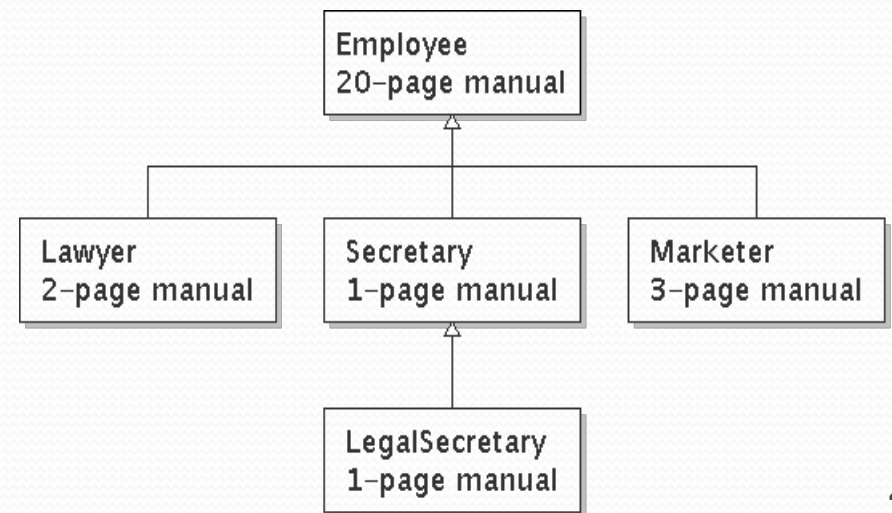 Employee
20-page manual
Lawyer
2-page manual
Secretary
1-page manual
Marketer
3-page manual
LegalSecretary
1-page manual